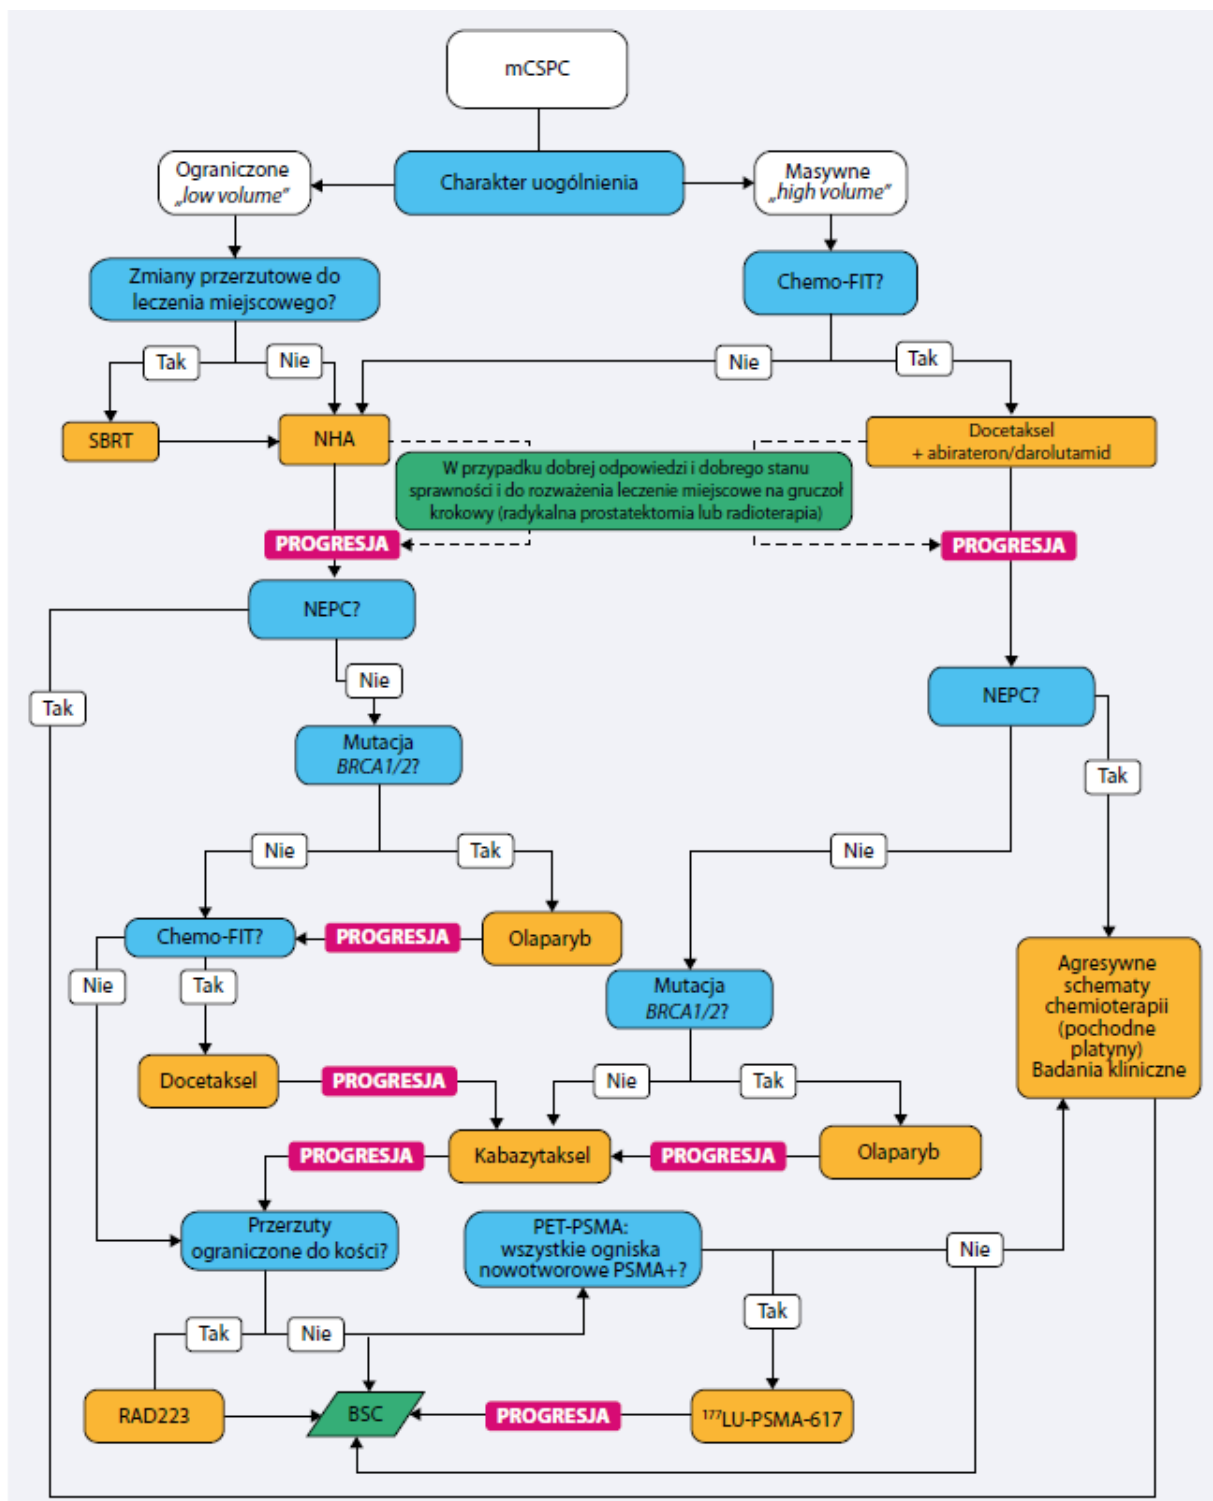 mCSPC
Ograniczone
„low volume”
Charakter uogólnienia
Masywne
„high volume”
Zmiany przerzutowe do
leczenia miejscowego?
Chemo-FIT?
Tak
Nie
Nie
Tak
SBRT
NHA
Docetaksel
+ abirateron/darolutamid
W przypadku dobrej odpowiedzi i dobrego stanu
sprawności i do rozważenia leczenie miejscowe na gruczoł
krokowy (radykalna prostatektomia lub radioterapia)
PROGRESJA
PROGRESJA
NEPC?
Nie
NEPC?
Tak
Mutacja
BRCA1/2?
Tak
Nie
Tak
Nie
Chemo-FIT?
PROGRESJA
Olaparyb
Nie
Tak
Mutacja
BRCA1/2?
Agresywne
schematy
chemioterapii
(pochodne
platyny)
Badania kliniczne
Docetaksel
PROGRESJA
Nie
Tak
PROGRESJA
Kabazytaksel
PROGRESJA
Olaparyb
Przerzuty
ograniczone do kości?
PET-PSMA:
wszystkie ogniska
nowotworowe PSMA+?
Nie
Tak
Tak
Nie
RAD223
BSC
PROGRESJA
¹⁷⁷LU-PSMA-617